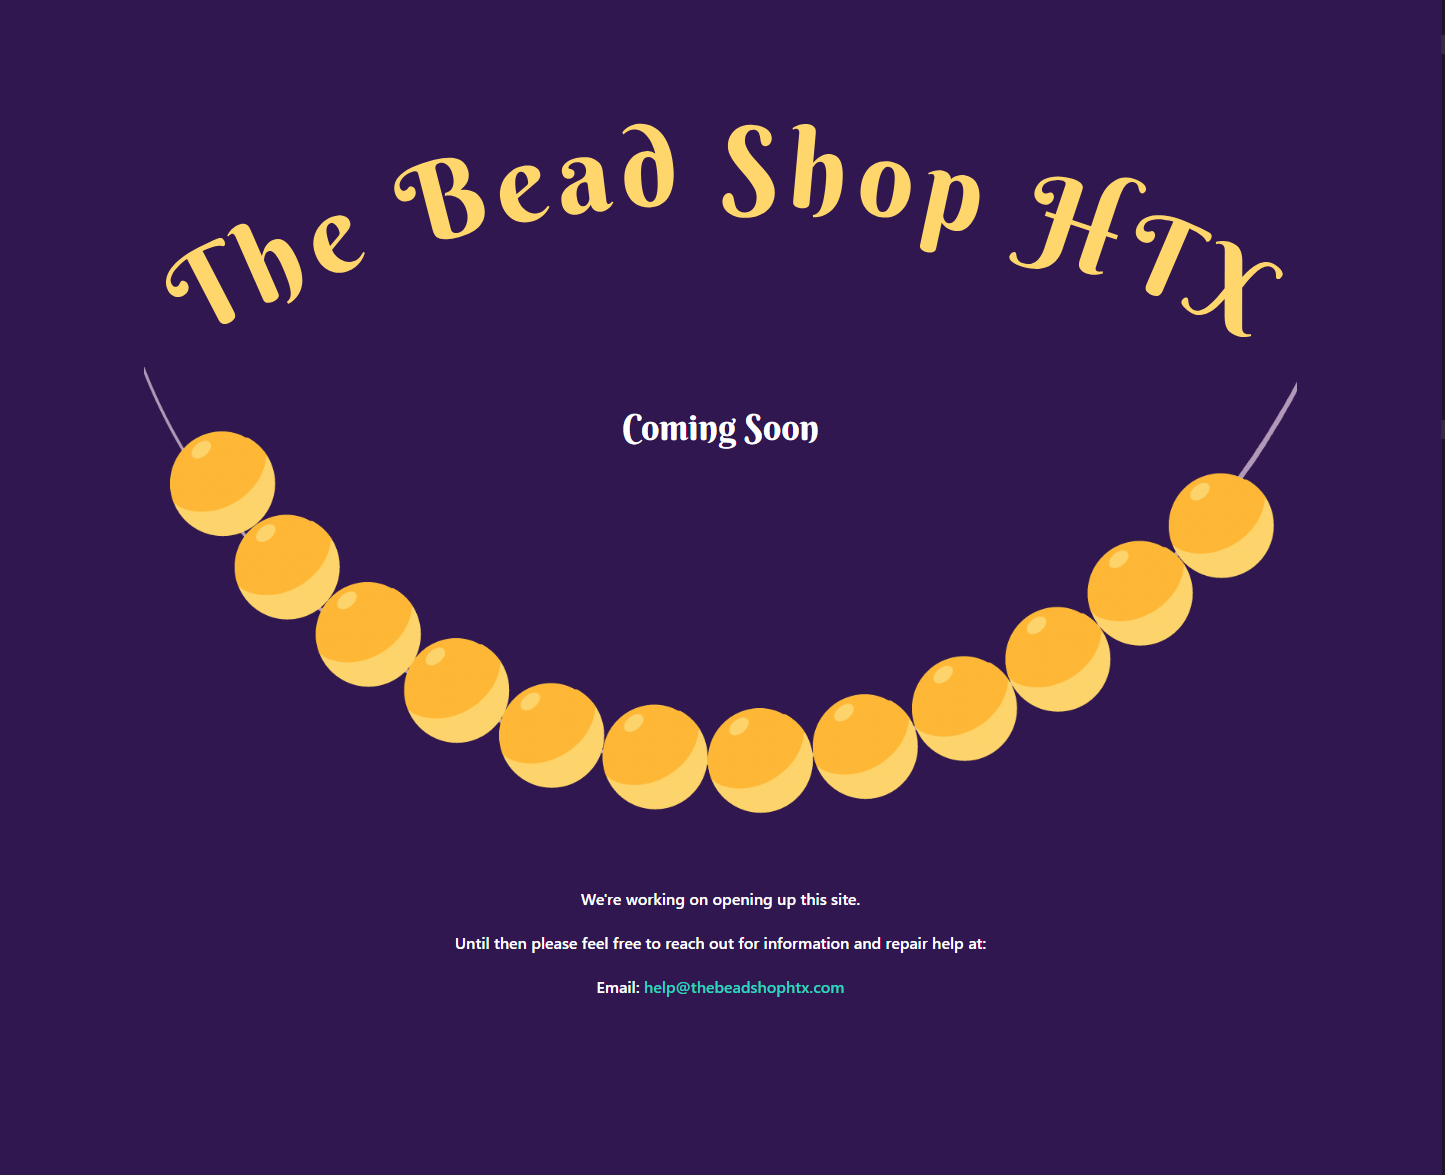 The Bead Shop HTX
Coming Soon
We're working on opening up this site.
Until then please feel free to reach out for information and repair help at:
Email: help@thebeadshophtx.com